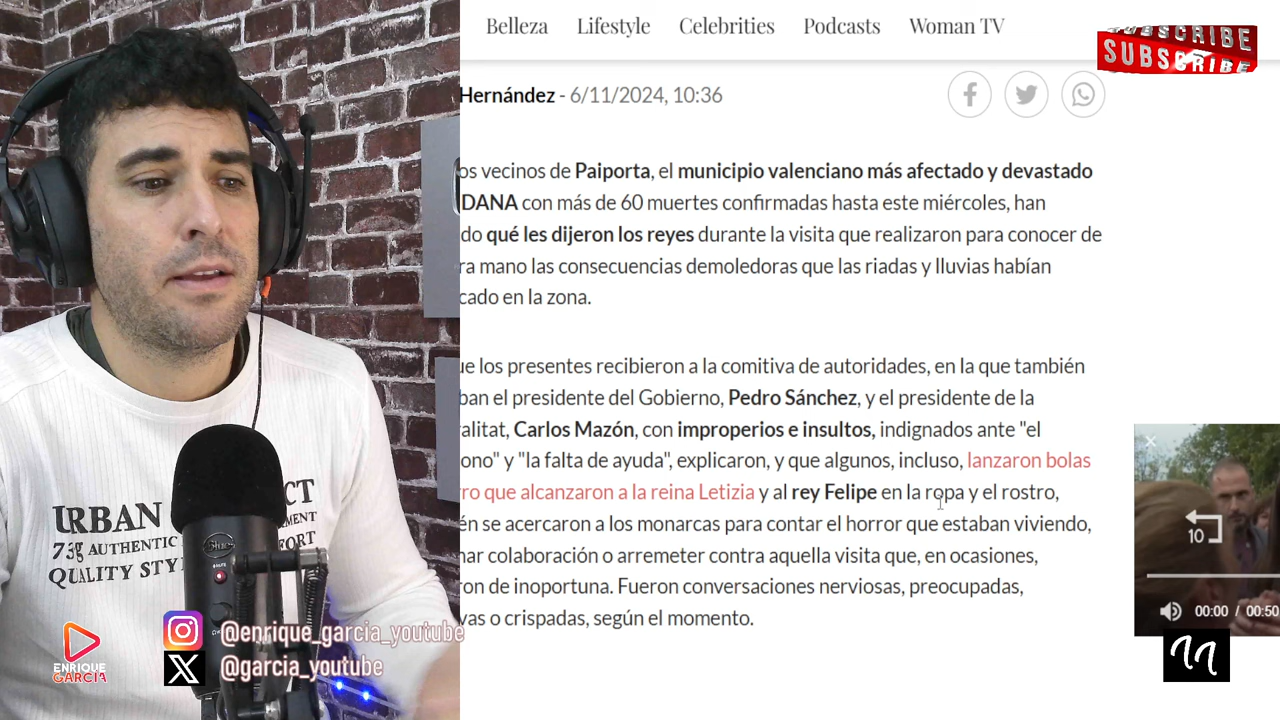 Belleza Lifestyle Celebrities Podcasts Woman TV
SUBSCRIBE
SUBSCRIBE
Hernández - 6/11/2024, 10:36
os vecinos de Paiporta, el municipio valenciano más afectado y devastado
DANA con más de 60 muertes confirmadas hasta este miércoles, han
do qué les dijeron los reyes durante la visita que realizaron para conocer de
ra mano las consecuencias demoledoras que las riadas y lluvias habían
cado en la zona.
ue los presentes recibieron a la comitiva de autoridades, en la que también
ban el presidente del Gobierno, Pedro Sánchez, y el presidente de la
alitat, Carlos Mazón, con improperios e insultos, indignados ante "el
ono" y "la falta de ayuda", explicaron, y que algunos, incluso, lanzaron bolas
ro que alcanzaron a la reina Letizia y al rey Felipe en la ropa y el rostro,
én se acercaron a los monarcas para contar el horror que estaban viviendo,
nar colaboración o arremeter contra aquella visita que, en ocasiones,
ron de inoportuna. Fueron conversaciones nerviosas, preocupadas,
vas o crispadas, según el momento.
10
00:00 / 00:50
URBAN
73g AUTHENTIC
QUALITY
@enrique_garcia_youtube
@garcia_youtube
ENRIQUE
GARCIA